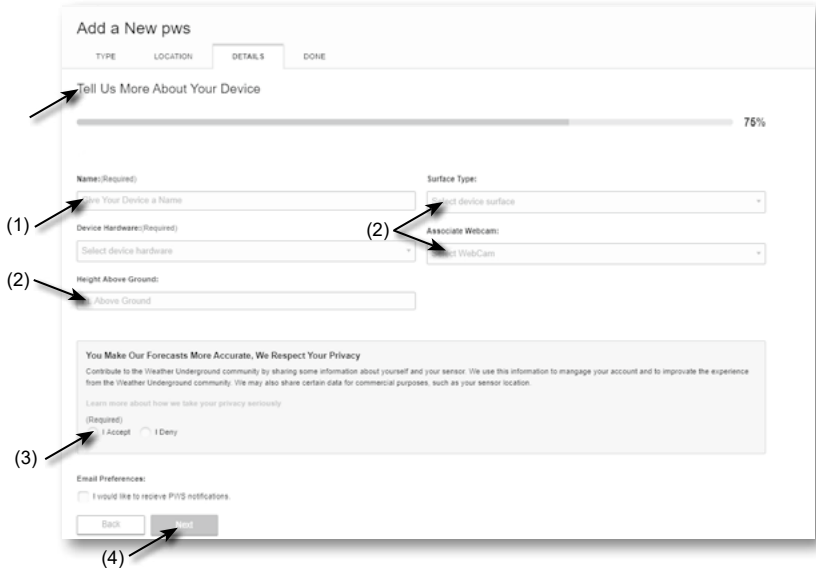 Add a New pws
TYPE LOCATION DETAILS DONE
Tell Us More About Your Device
75%
Name:(Required)
Surface Type:
(1)
Give Your Device a Name
Select device surface
Device Hardware:(Required)
(2)
Associate Webcam:
Select device hardware
Select WebCam
Height Above Ground:
(2)
Above Ground
You Make Our Forecasts More Accurate, We Respect Your Privacy
Contribute to the Weather Underground community by sharing some information about yourself and your sensor. We use this information to mangage your account and to improvate the experience
from the Weather Underground community. We may also share certain data for commercial purposes, such as your sensor location.
Learn more about how we take your privacy seriously
(Required)
(3)
I Accept I Deny
Email Preferences:
I would like to recieve PWS notifications.
Back Next
(4)